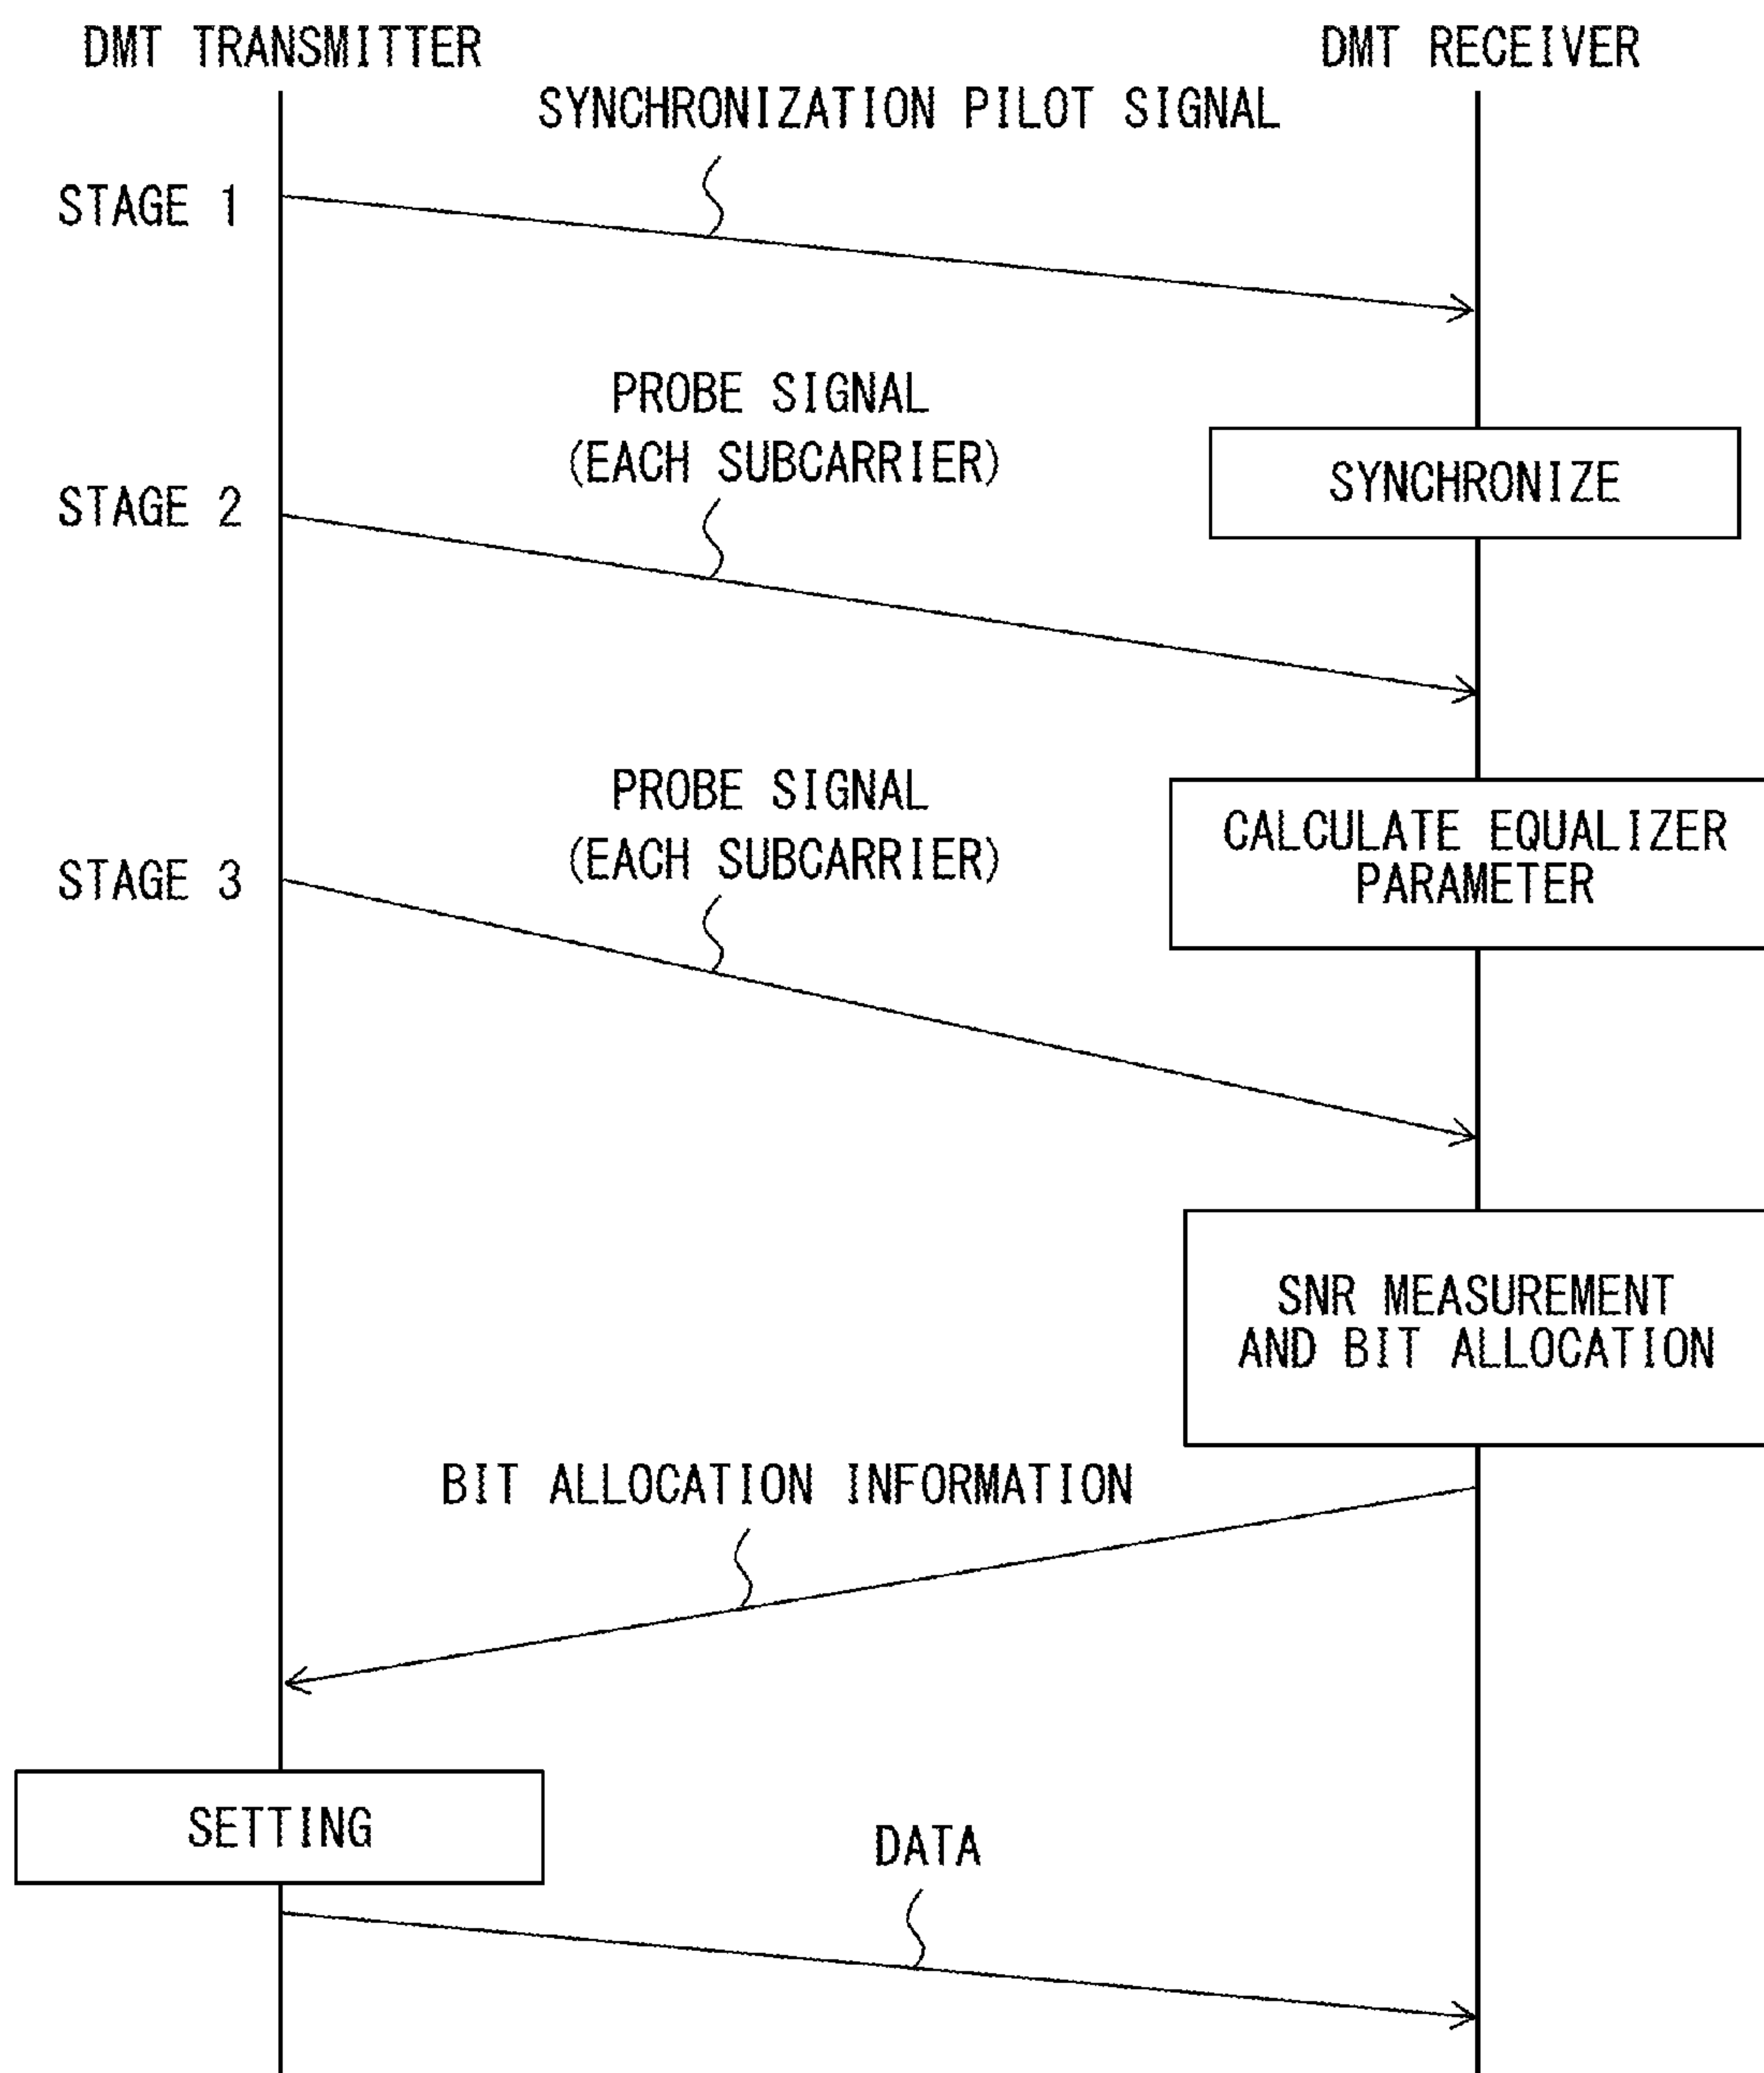 DMT TRANSMITTER
DMT RECEIVER
SYNCHRONIZATION PILOT SIGNAL
STAGE 1
PROBE SIGNAL
(EACH SUBCARRIER)
SYNCHRONIZE
STAGE 2
PROBE SIGNAL
(EACH SUBCARRIER)
CALCULATE EQUALIZER
PARAMETER
STAGE 3
SNR MEASUREMENT
AND BIT ALLOCATION
BIT ALLOCATION INFORMATION
SETTING
DATA